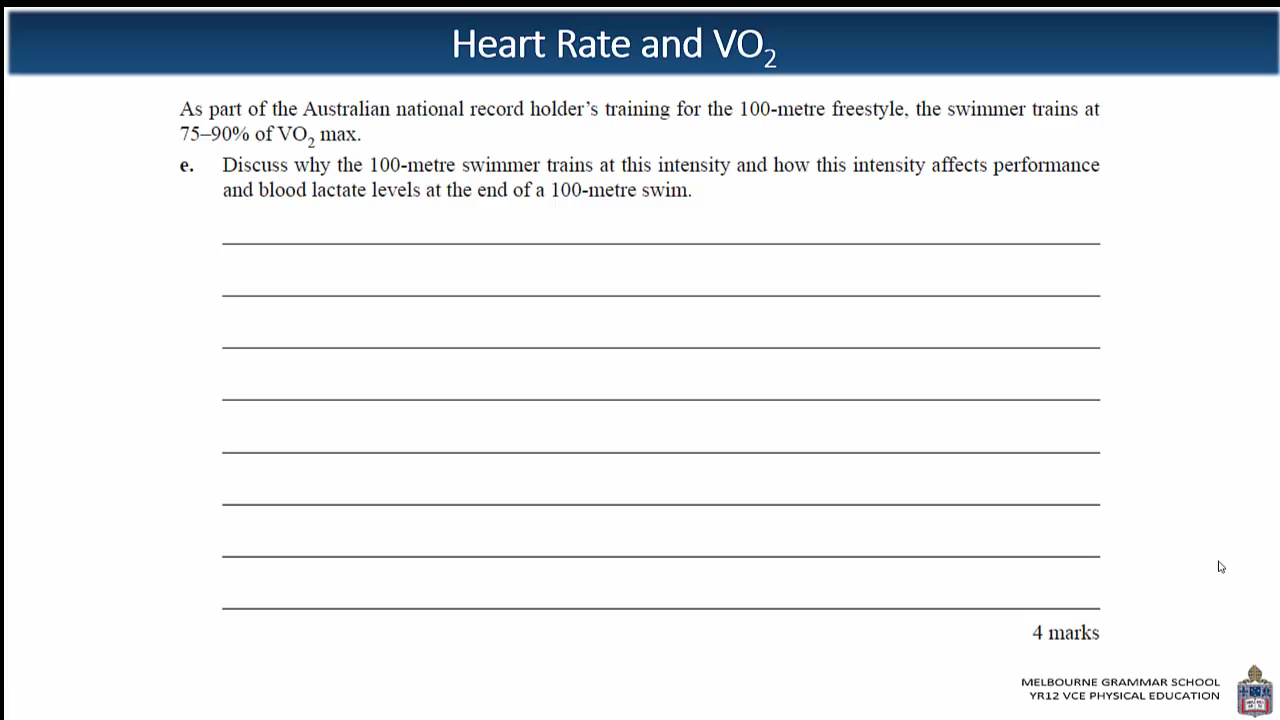 Heart Rate and VO₂
As part of the Australian national record holder’s training for the 100-metre freestyle, the swimmer trains at
75–90% of VO₂ max.
e. Discuss why the 100-metre swimmer trains at this intensity and how this intensity affects performance
and blood lactate levels at the end of a 100-metre swim.
4 marks
MELBOURNE GRAMMAR SCHOOL
YR12 VCE PHYSICAL EDUCATION